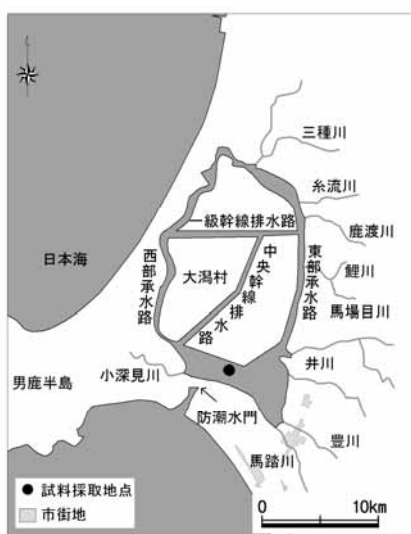 三種川
糸流川
一級幹線排水路
鹿渡川
日本海
西部承水路
大潟村
中央幹線排水路
東部承水路
鯉川
馬場目川
男鹿半島
小深見川
井川
防潮水門
豊川
馬踏川
試料採取地点
市街地
0 10km